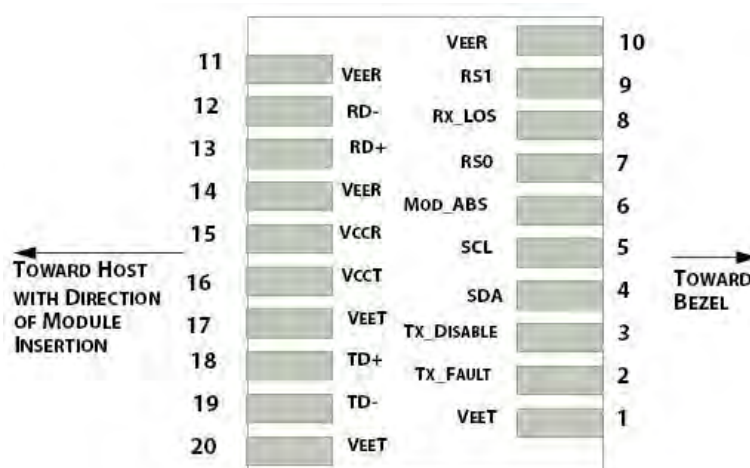 VEER 10
11 VEER
RS1 9
12 RD-
RX_LOS 8
13 RD+
RS0 7
14 VEER
MOD_ABS 6
15 VCCR
SCL 5
16 VCCT
SDA 4
17 VEET
TX_DISABLE 3
18 TD+
TX_FAULT 2
19 TD-
VEET 1
20 VEET
TOWARD HOST
WITH DIRECTION
OF MODULE
INSERTION
TOWARD
BEZEL